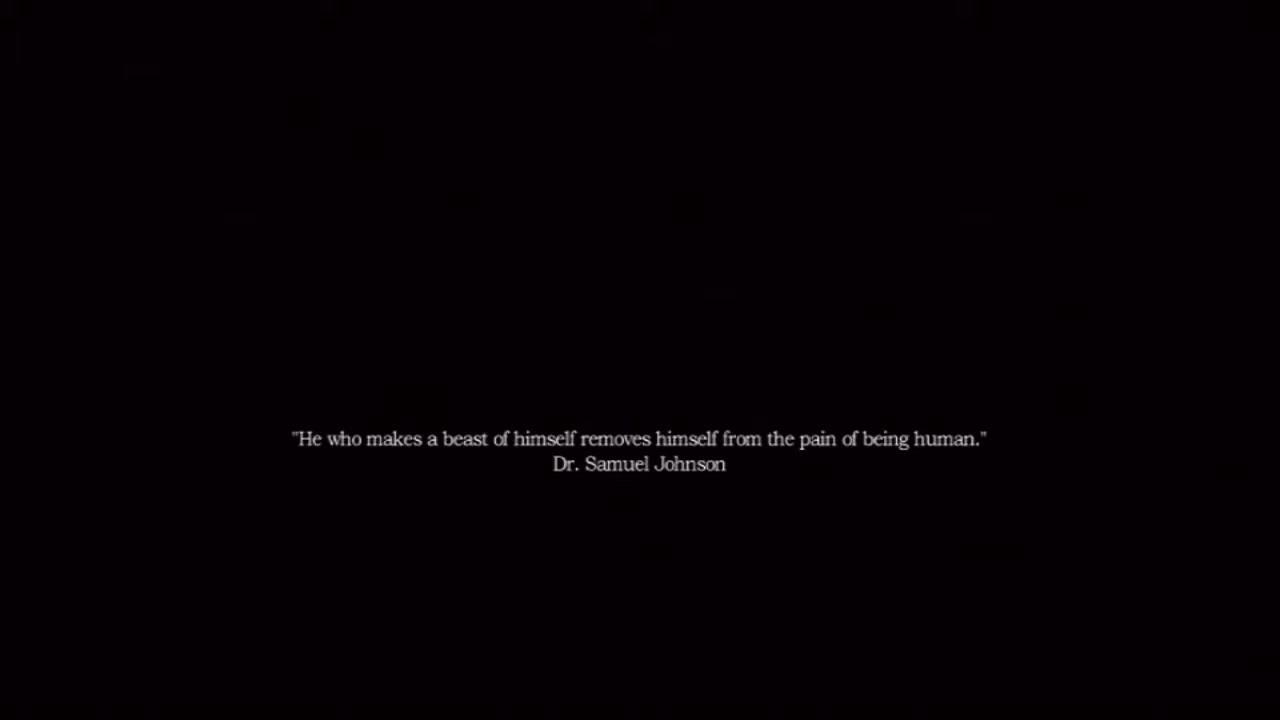 "He who makes a beast of himself removes himself from the pain of being human."
Dr. Samuel Johnson